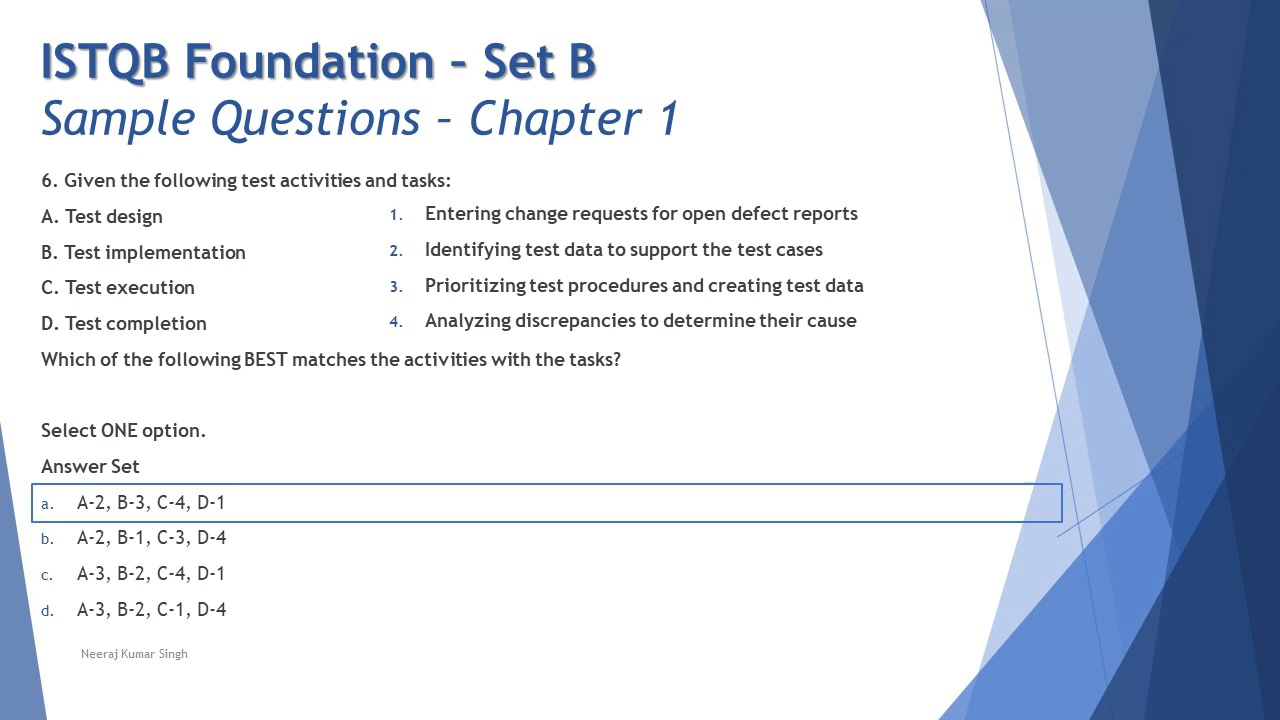 ISTQB Foundation – Set B
Sample Questions – Chapter 1
6. Given the following test activities and tasks:
A. Test design
B. Test implementation
C. Test execution
D. Test completion
1. Entering change requests for open defect reports
2. Identifying test data to support the test cases
3. Prioritizing test procedures and creating test data
4. Analyzing discrepancies to determine their cause
Which of the following BEST matches the activities with the tasks?
Select ONE option.
Answer Set
a. A-2, B-3, C-4, D-1
b. A-2, B-1, C-3, D-4
c. A-3, B-2, C-4, D-1
d. A-3, B-2, C-1, D-4
Neeraj Kumar Singh